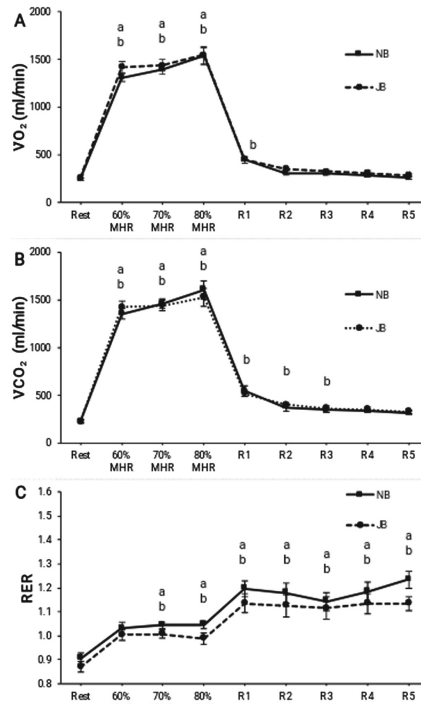 A
2000
VO₂ (ml/min)
1500
1000
500
0
a
b
a
b
a
b
b
NB
JB
Rest 60% 70% 80% R1 R2 R3 R4 R5
MHR MHR MHR
B
2000
VCO₂ (ml/min)
1500
1000
500
0
a
b
a
b
a
b
b
b
b
NB
JB
Rest 60% 70% 80% R1 R2 R3 R4 R5
MHR MHR MHR
C
1.6
1.5
1.4
1.3
1.2
1.1
1.0
0.9
0.8
RER
NB
JB
a
b
a
b
a
b
a
b
a
b
a
b
a
b
Rest 60% 70% 80% R1 R2 R3 R4 R5